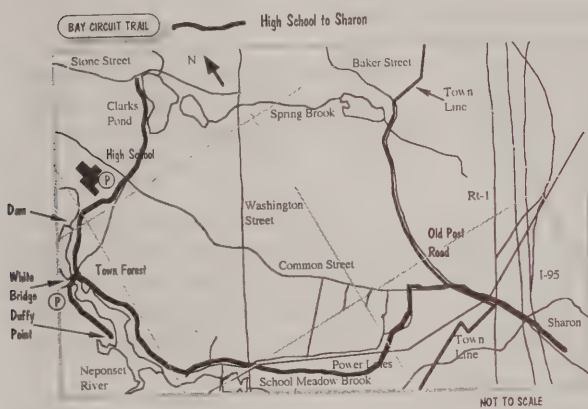 BAY CIRCUIT TRAIL
High School to Sharon
Stone Street
N
Baker Street
Clarks
Pond
Town
Line
Spring Brook
High School
P
Rt-1
Dam
Washington
Street
Old Post
Road
White
Bridge
Town Forest
Common Street
I-95
P
Duffy
Point
Sharon
Neponset
River
Power Lines
Town
Line
School Meadow Brook
NOT TO SCALE